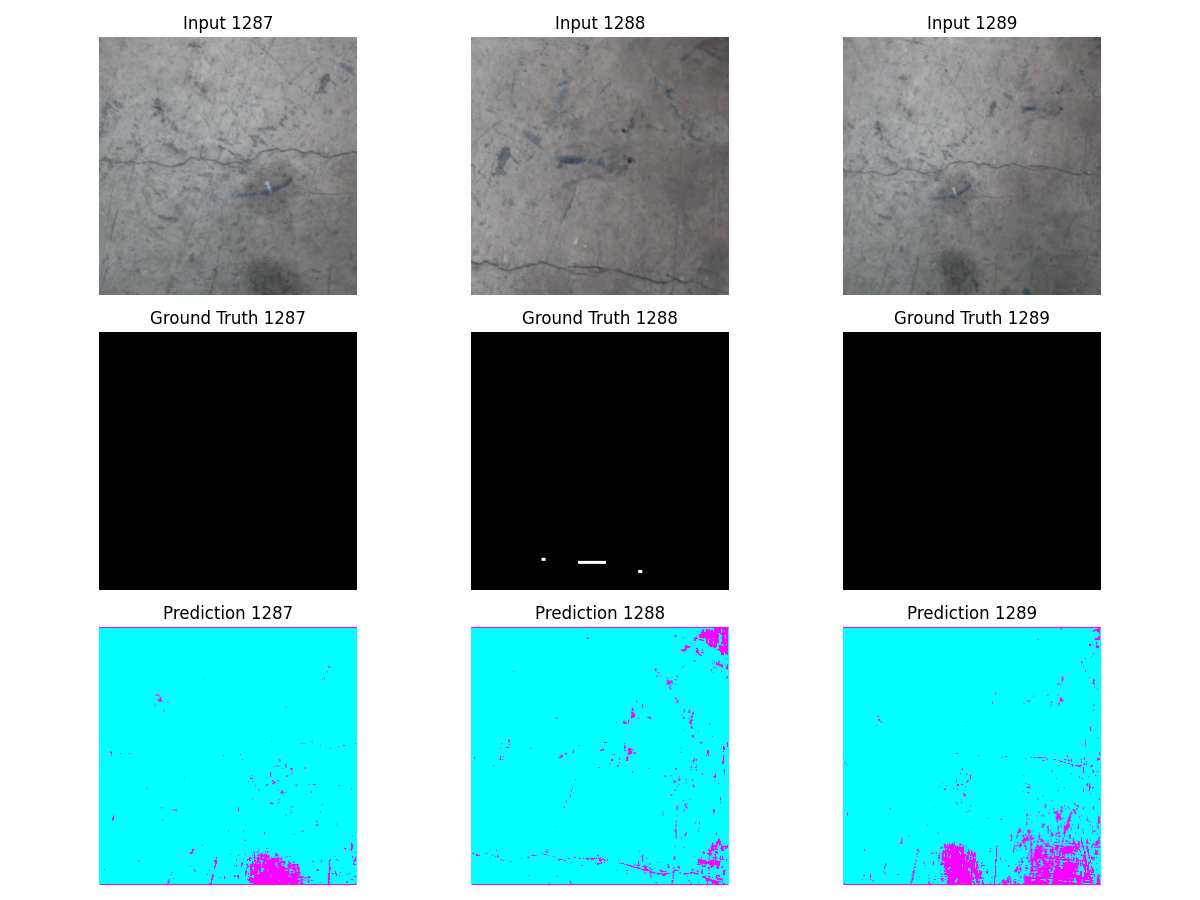 Input 1287
Input 1288
Input 1289
Ground Truth 1287
Ground Truth 1288
Ground Truth 1289
Prediction 1287
Prediction 1288
Prediction 1289